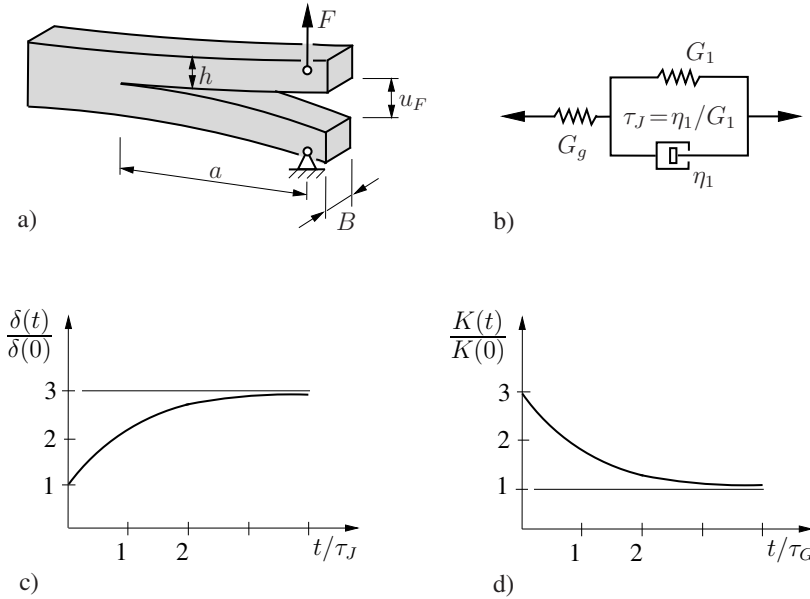 F
h
u_F
a
B
a)
G_1
τ_J = η_1/G_1
G_g
η_1
b)
δ(t)
δ(0)
3
2
1
1 2 t/τ_J
c)
K(t)
K(0)
3
2
1
1 2 t/τ_G
d)